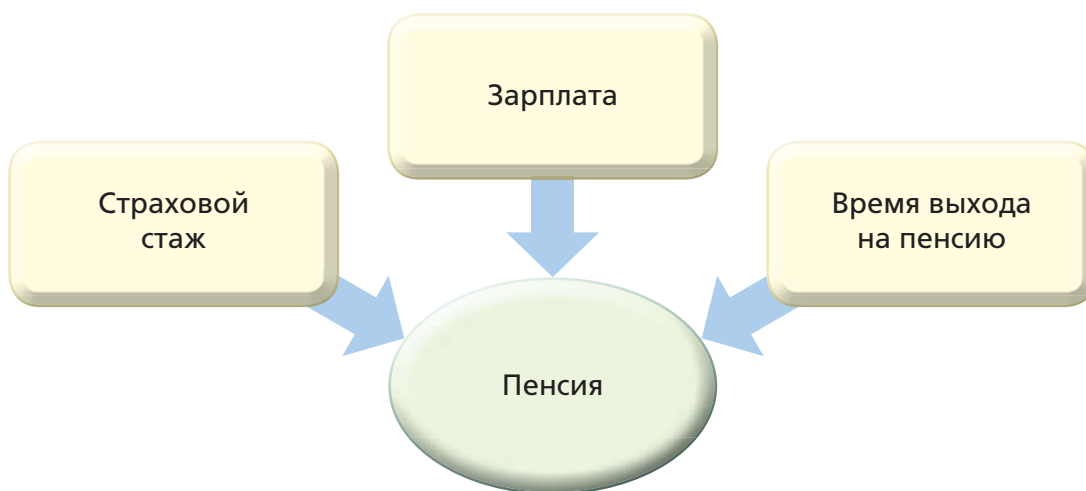 Зарплата
Страховой
стаж
Время выхода
на пенсию
Пенсия